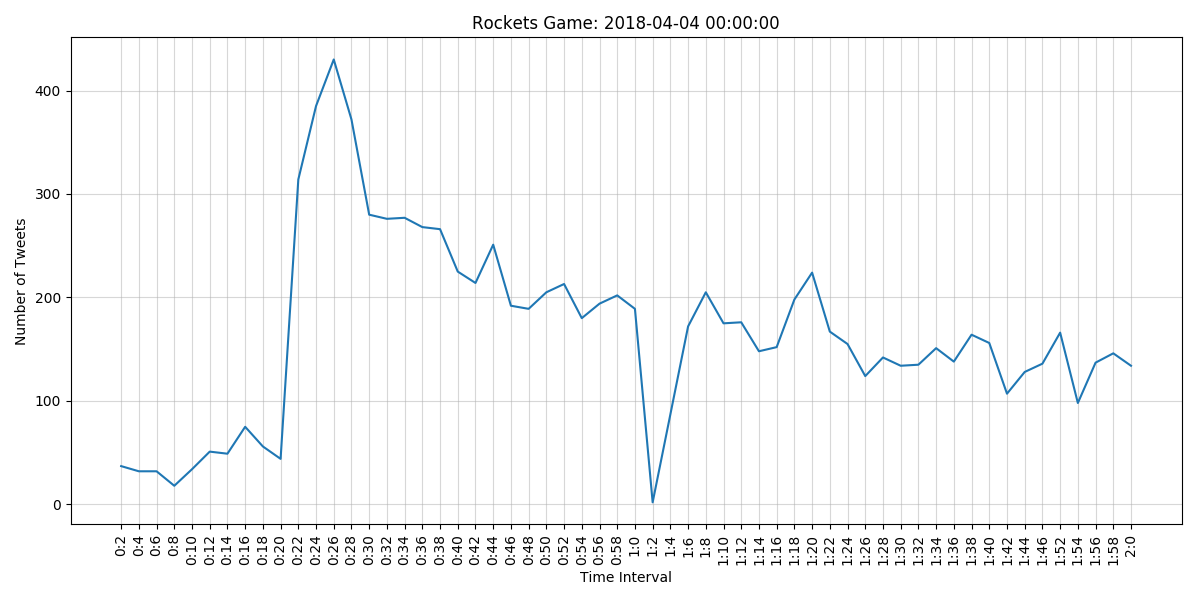 Rockets Game: 2018-04-04 00:00:00
Number of Tweets
400
300
200
100
0
0:2 0:4 0:6 0:8 0:10 0:12 0:14 0:16 0:18 0:20 0:22 0:24 0:26 0:28 0:30 0:32 0:34 0:36 0:38 0:40 0:42 0:44 0:46 0:48 0:50 0:52 0:54 0:56 0:58 1:0 1:2 1:4 1:6 1:8 1:10 1:12 1:14 1:16 1:18 1:20 1:22 1:24 1:26 1:28 1:30 1:32 1:34 1:36 1:38 1:40 1:42 1:44 1:46 1:52 1:54 1:56 1:58 2:0
Time Interval